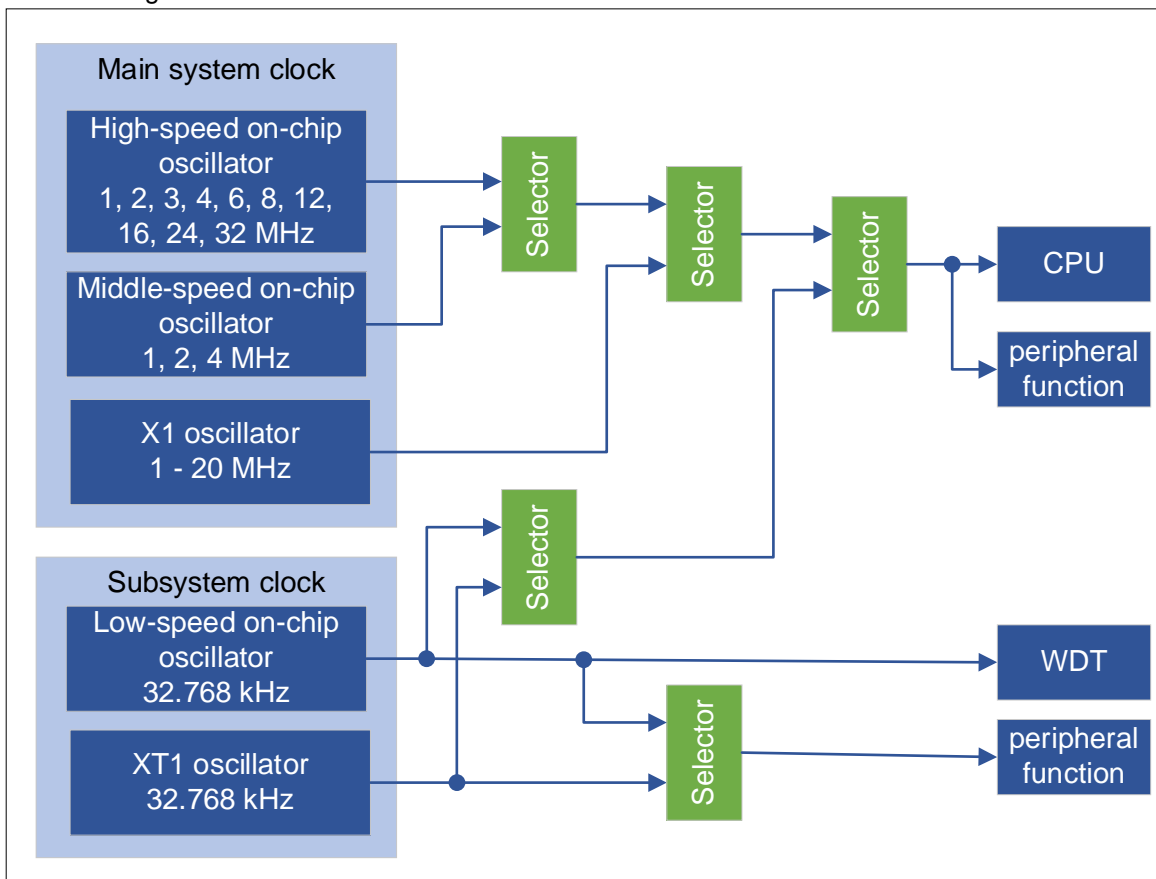 Main system clock
High-speed on-chip
oscillator
1, 2, 3, 4, 6, 8, 12,
16, 24, 32 MHz
Middle-speed on-chip
oscillator
1, 2, 4 MHz
X1 oscillator
1 - 20 MHz
Selector
Selector
Selector
CPU
peripheral
function
Subsystem clock
Low-speed on-chip
oscillator
32.768 kHz
XT1 oscillator
32.768 kHz
Selector
Selector
WDT
peripheral
function